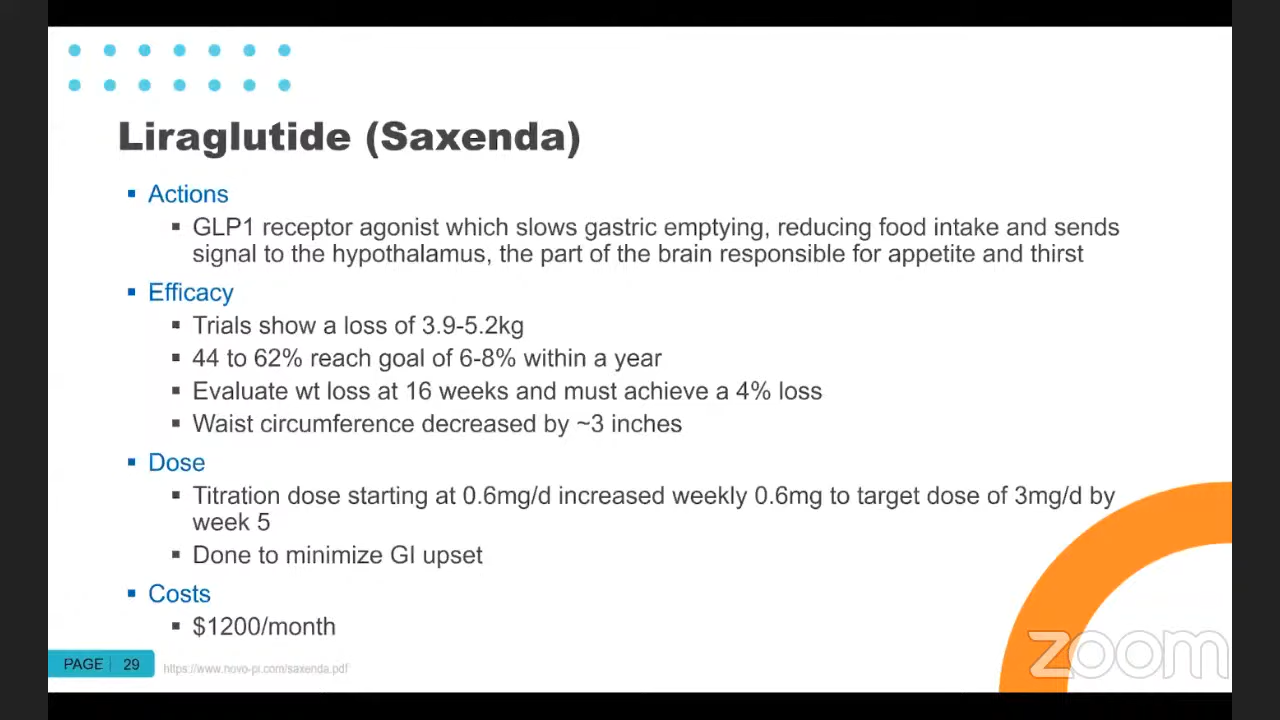 Liraglutide (Saxenda)
▪ Actions
▪ GLP1 receptor agonist which slows gastric emptying, reducing food intake and sends
signal to the hypothalamus, the part of the brain responsible for appetite and thirst
▪ Efficacy
▪ Trials show a loss of 3.9-5.2kg
▪ 44 to 62% reach goal of 6-8% within a year
▪ Evaluate wt loss at 16 weeks and must achieve a 4% loss
▪ Waist circumference decreased by ~3 inches
▪ Dose
▪ Titration dose starting at 0.6mg/d increased weekly 0.6mg to target dose of 3mg/d by
week 5
▪ Done to minimize GI upset
▪ Costs
▪ $1200/month
PAGE | 29
https://www.novo-pi.com/saxenda.pdf
zoom